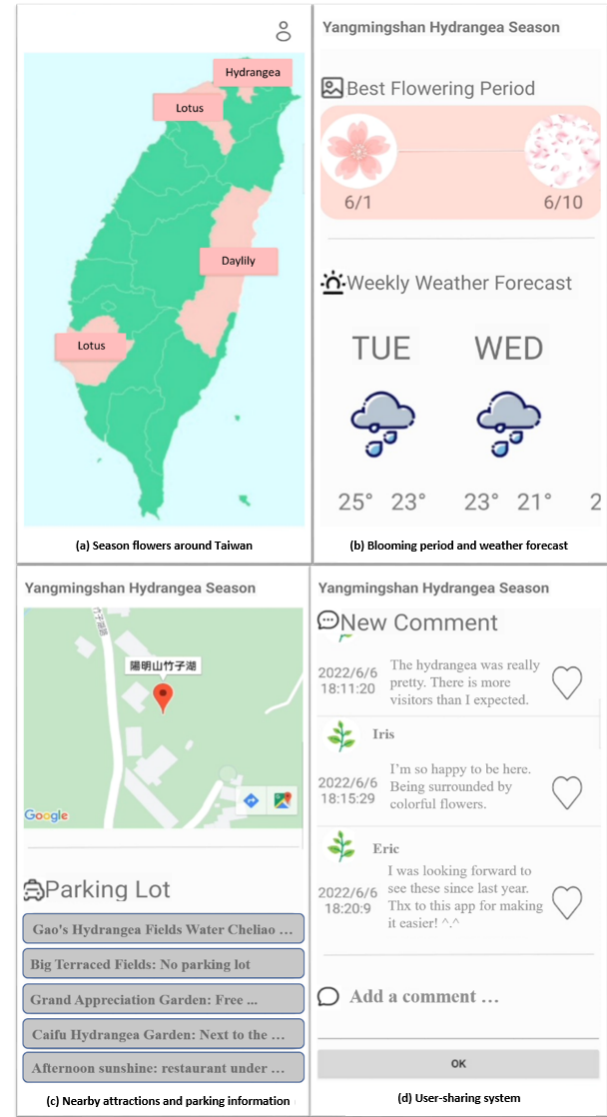 Hydrangea
Lotus
Daylily
Lotus
(a) Season flowers around Taiwan
Yangmingshan Hydrangea Season
Best Flowering Period
6/1
6/10
Weekly Weather Forecast
TUE
WED
25° 23°
23° 21°
2
(b) Blooming period and weather forecast
Yangmingshan Hydrangea Season
竹子湖路
陽明山竹子湖
Google
Parking Lot
Gao's Hydrangea Fields Water Cheliao ...
Big Terraced Fields: No parking lot
Grand Appreciation Garden: Free ...
Caifu Hydrangea Garden: Next to the ...
Afternoon sunshine: restaurant under ...
(c) Nearby attractions and parking information
Yangmingshan Hydrangea Season
New Comment
2022/6/6
18:11:20
The hydrangea was really
pretty. There is more
visitors than I expected.
Iris
2022/6/6
18:15:29
I'm so happy to be here.
Being surrounded by
colorful flowers.
Eric
2022/6/6
18:20:9
I was looking forward to
see these since last year.
Thx to this app for making
it easier! ^.^
Add a comment ...
OK
(d) User-sharing system